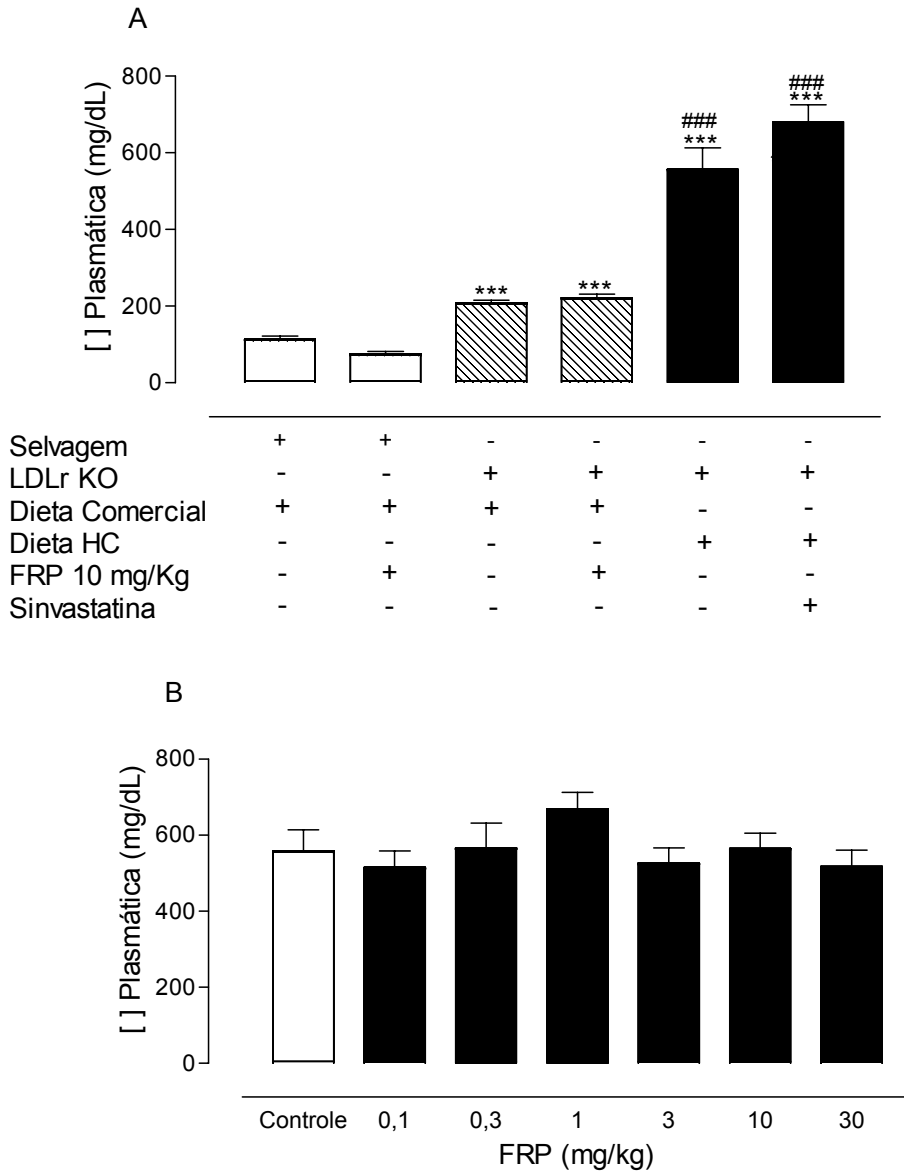 A
[ ] Plasmática (mg/dL)
800
600
400
200
0
***
***
###
***
###
***
Selvagem + + - - - -
LDLr KO - - + + + +
Dieta Comercial + + + + - -
Dieta HC - - - - + +
FRP 10 mg/Kg - + - + - -
Sinvastatina - - - - - +
B
[ ] Plasmática (mg/dL)
800
600
400
200
0
Controle 0,1 0,3 1 3 10 30
FRP (mg/kg)